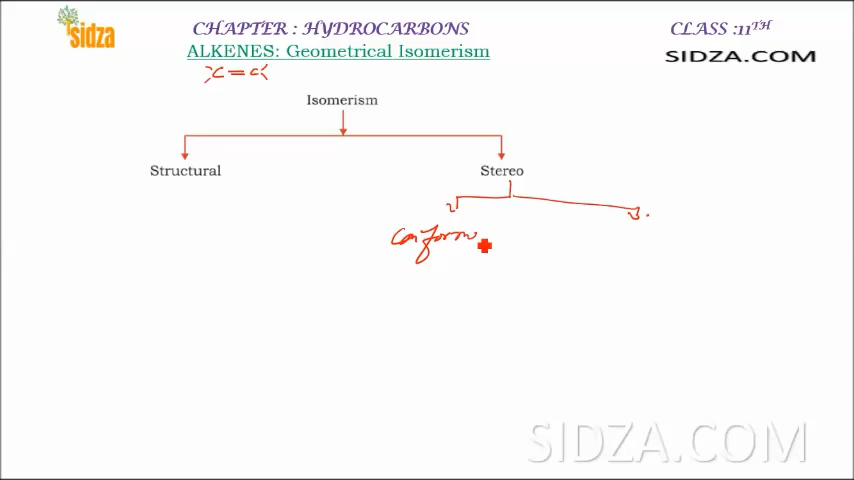 sidza
CHAPTER : HYDROCARBONS
CLASS :11TH
ALKENES: Geometrical Isomerism
SIDZA.COM
>C=C<
Isomerism
Structural
Stereo
conform
SIDZA.COM